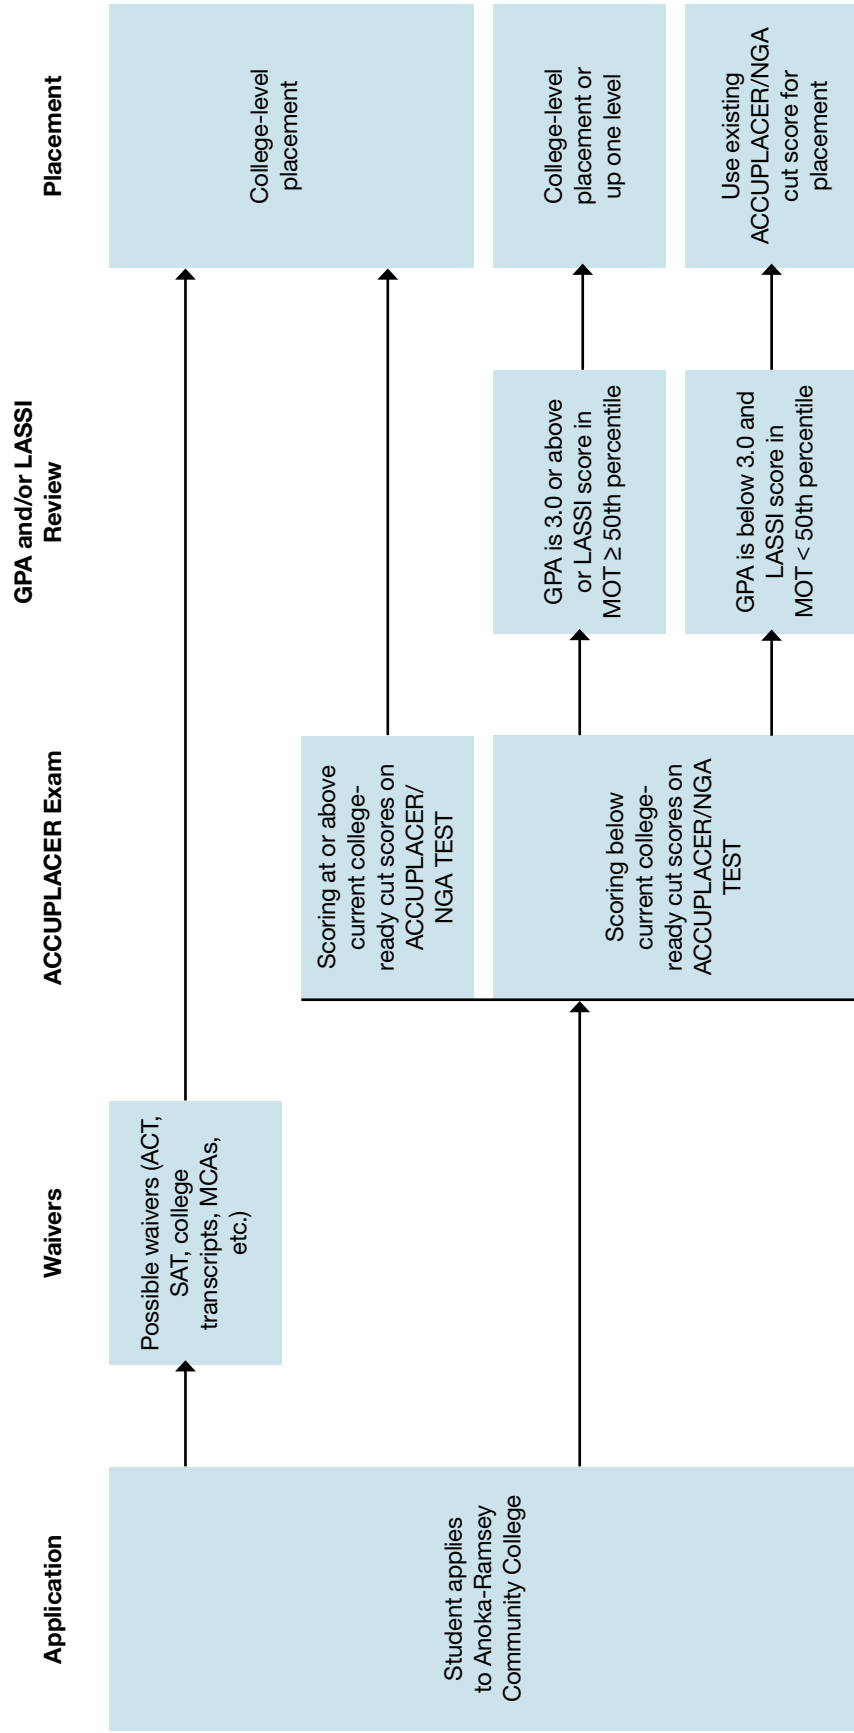 Application
Waivers
ACCUPLACER Exam
GPA and/or LASSI
Review
Placement
Student applies
to Anoka-Ramsey
Community College
Possible waivers (ACT,
SAT, college
transcripts, MCAs,
etc.)
Scoring at or above
current college-
ready cut scores on
ACCUPLACER/
NGA TEST
Scoring below
current college-
ready cut scores on
ACCUPLACER/NGA
TEST
GPA is 3.0 or above
or LASSI score in
MOT ≥ 50th percentile
GPA is below 3.0 and
LASSI score in
MOT < 50th percentile
College-level
placement
College-level
placement or
up one level
Use existing
ACCUPLACER/NGA
cut score for
placement